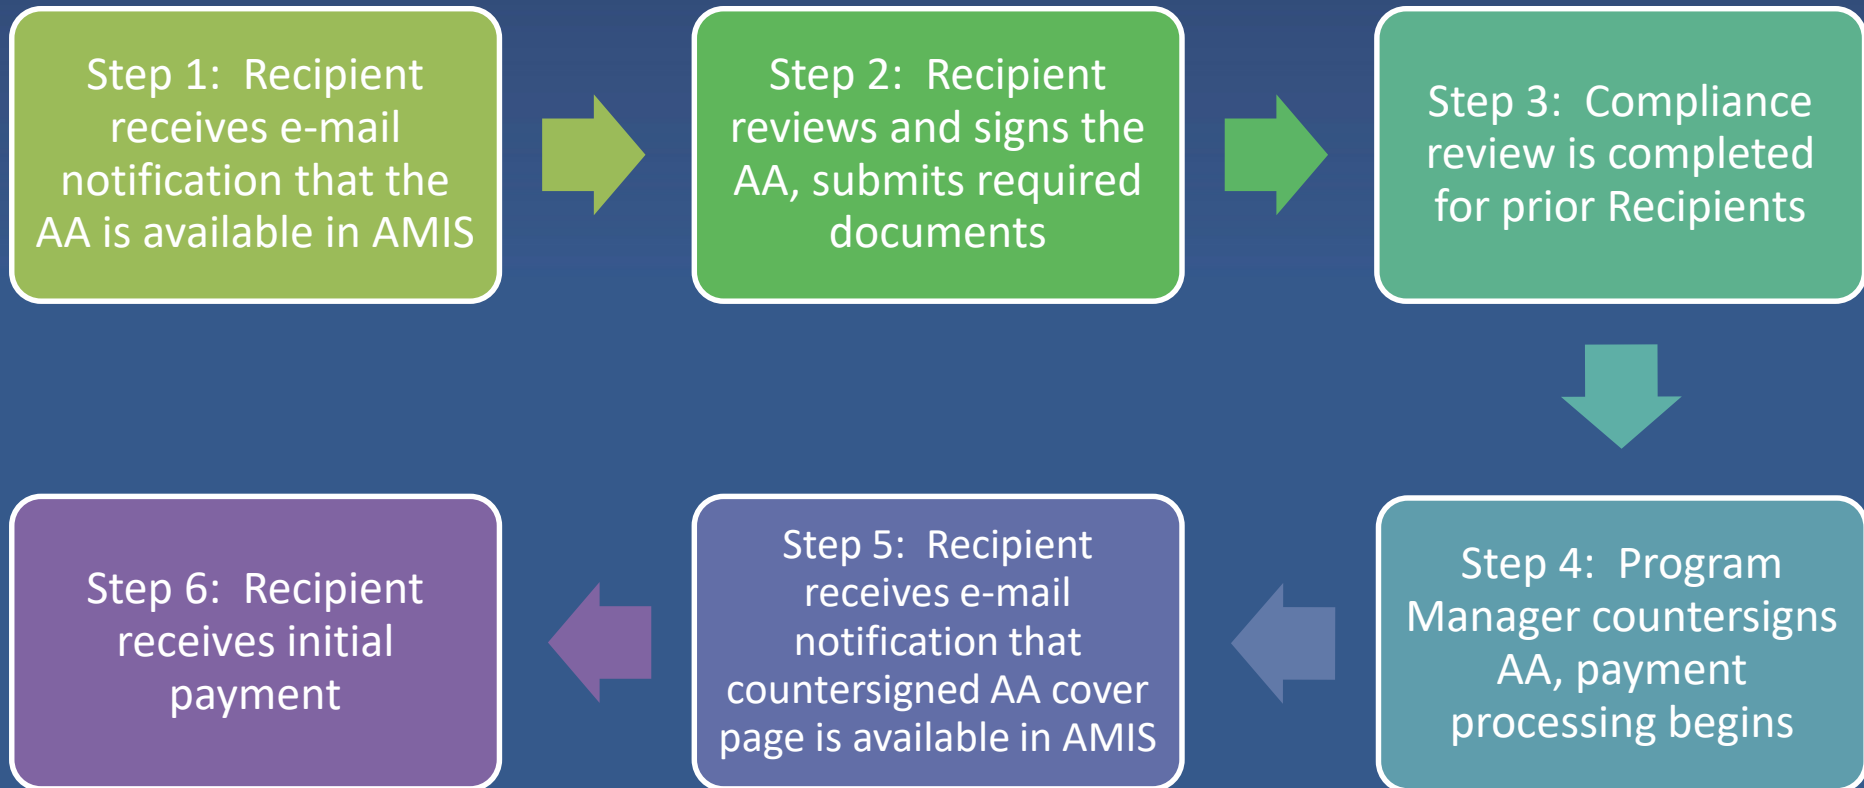 Step 1:  Recipient
receives e-mail
notification that the
AA is available in AMIS
Step 2:  Recipient
reviews and signs the
AA, submits required
documents
Step 3:  Compliance
review is completed
for prior Recipients
Step 4:  Program
Manager countersigns
AA, payment
processing begins
Step 5:  Recipient
receives e-mail
notification that
countersigned AA cover
page is available in AMIS
Step 6:  Recipient
receives initial
payment